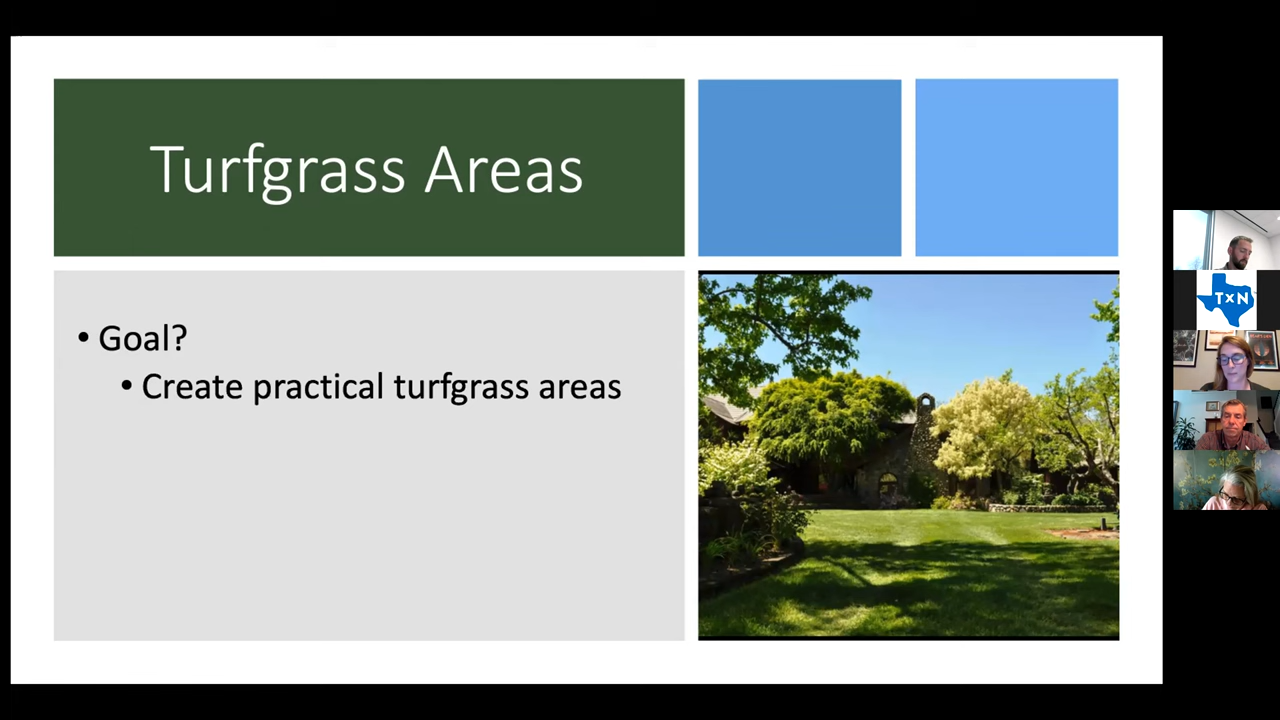 Turfgrass Areas
• Goal?
• Create practical turfgrass areas
TxN